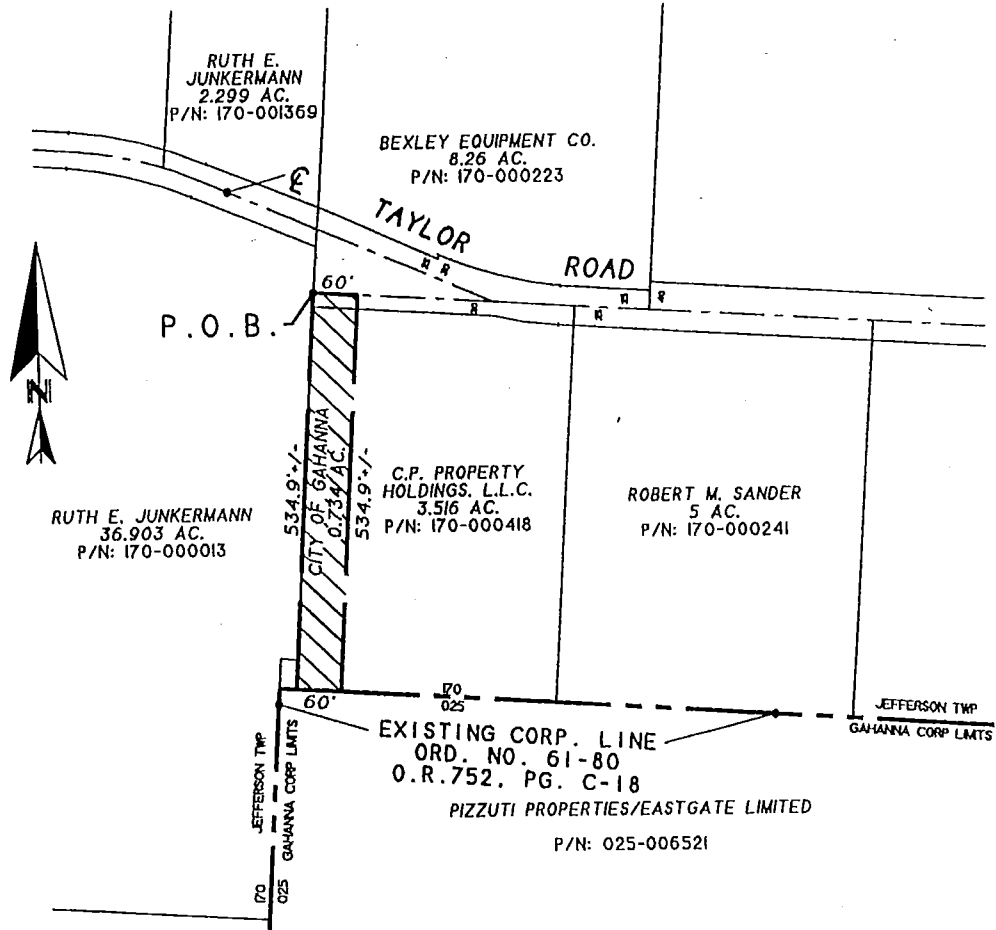 RUTH E.
JUNKERMANN
2.299 AC.
P/N: 170-001369
BEXLEY EQUIPMENT CO.
8.26 AC.
P/N: 170-000223
℄
TAYLOR
ROAD
60'
P.O.B.
N
534.9'+/-
CITY OF GAHANNA
0.734 AC.
534.9'+/-
C.P. PROPERTY
HOLDINGS, L.L.C.
3.516 AC.
P/N: 170-000418
ROBERT M. SANDER
5 AC.
P/N: 170-000241
RUTH E. JUNKERMANN
36.903 AC.
P/N: 170-000013
60'
170
025
JEFFERSON TWP
GAHANNA CORP LIMITS
EXISTING CORP. LINE
ORD. NO. 61-80
O.R.752, PG. C-18
PIZZUTI PROPERTIES/EASTGATE LIMITED
P/N: 025-006521
JEFFERSON TWP
GAHANNA CORP LIMITS
170
025